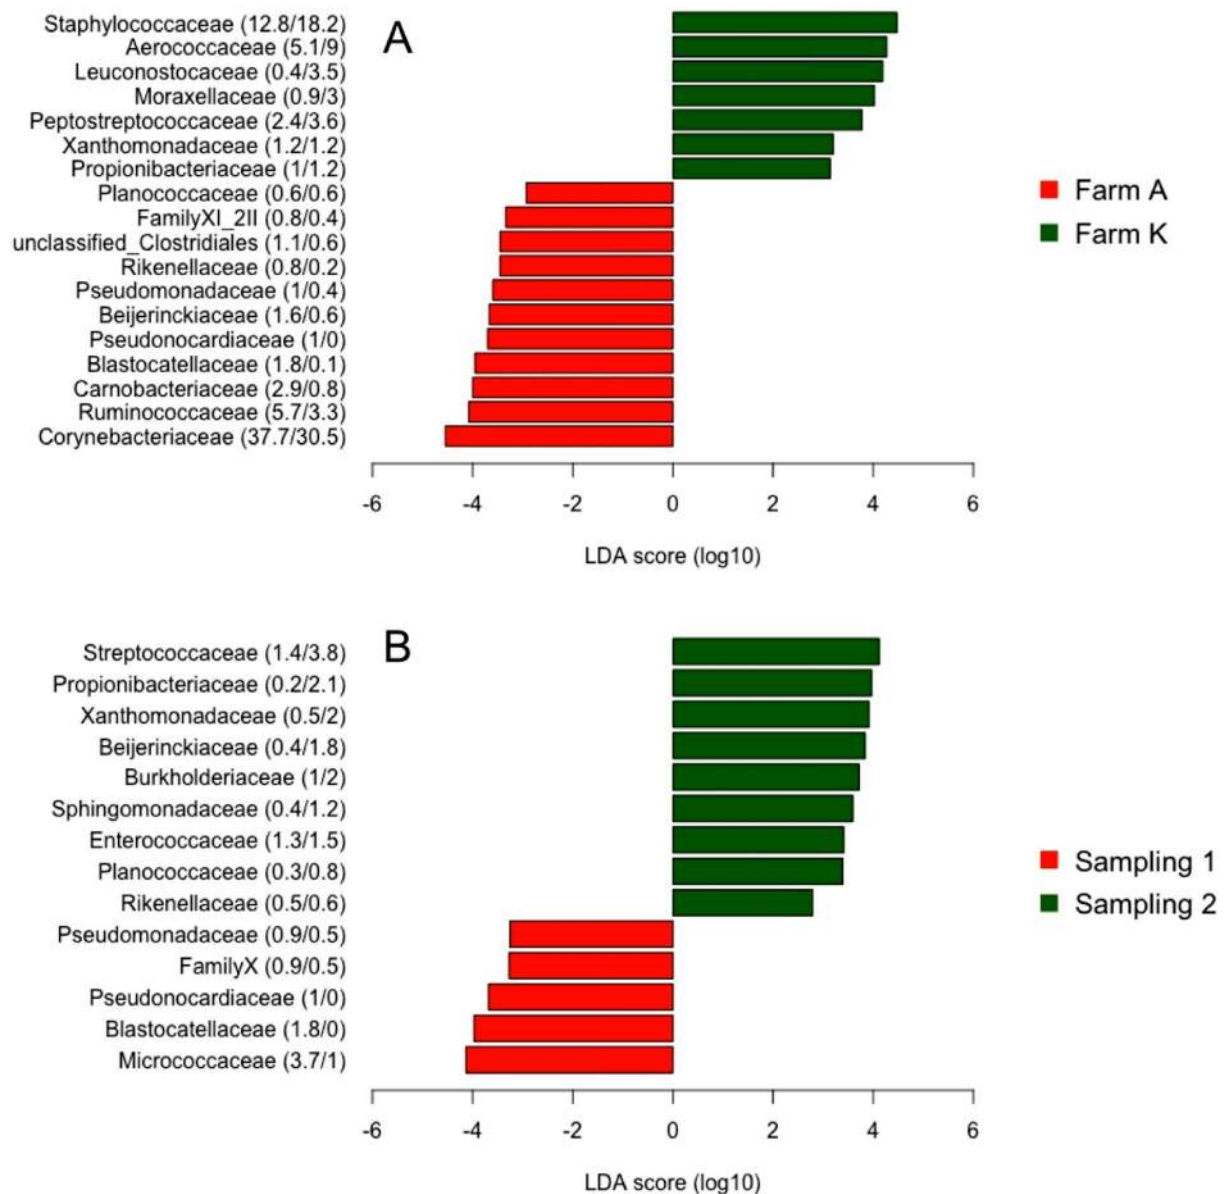 A
Staphylococcaceae (12.8/18.2)
Aerococcaceae (5.1/9)
Leuconostocaceae (0.4/3.5)
Moraxellaceae (0.9/3)
Peptostreptococcaceae (2.4/3.6)
Xanthomonadaceae (1.2/1.2)
Propionibacteriaceae (1/1.2)
Planococcaceae (0.6/0.6)
FamilyXI_2II (0.8/0.4)
unclassified_Clostridiales (1.1/0.6)
Rikenellaceae (0.8/0.2)
Pseudomonadaceae (1/0.4)
Beijerinckiaceae (1.6/0.6)
Pseudonocardiaceae (1/0)
Blastocatellaceae (1.8/0.1)
Carnobacteriaceae (2.9/0.8)
Ruminococcaceae (5.7/3.3)
Corynebacteriaceae (37.7/30.5)
Farm A
Farm K
-6 -4 -2 0 2 4 6
LDA score (log10)
B
Streptococcaceae (1.4/3.8)
Propionibacteriaceae (0.2/2.1)
Xanthomonadaceae (0.5/2)
Beijerinckiaceae (0.4/1.8)
Burkholderiaceae (1/2)
Sphingomonadaceae (0.4/1.2)
Enterococcaceae (1.3/1.5)
Planococcaceae (0.3/0.8)
Rikenellaceae (0.5/0.6)
Pseudomonadaceae (0.9/0.5)
FamilyX (0.9/0.5)
Pseudonocardiaceae (1/0)
Blastocatellaceae (1.8/0)
Micrococcaceae (3.7/1)
Sampling 1
Sampling 2
-6 -4 -2 0 2 4 6
LDA score (log10)